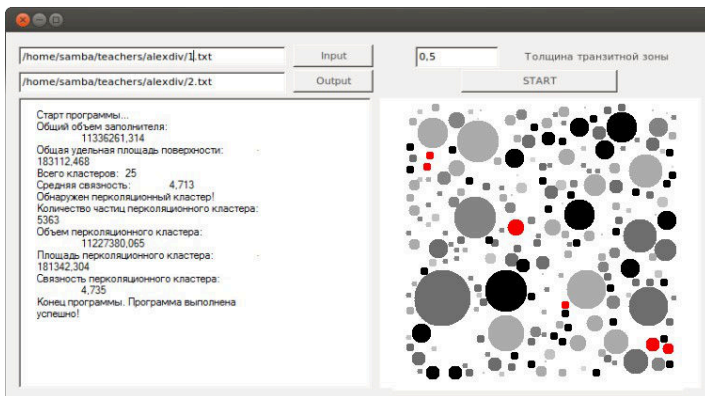 /home/samba/teachers/alexdiv/1.txt
Input
0,5
Толщина транзитной зоны
/home/samba/teachers/alexdiv/2.txt
Output
START
Старт программы...
Общий объем заполнителя:
11336261,314
Общая удельная площадь поверхности:
183112,468
Всего кластеров: 25
Средняя связность: 4,713
Обнаружен перколяционный кластер!
Количество частиц перколяционного кластера:
5363
Объем перколяционного кластера:
11227380,065
Площадь перколяционного кластера:
181342,304
Связность перколяционного кластера:
4,735
Конец программы. Программа выполнена
успешно!